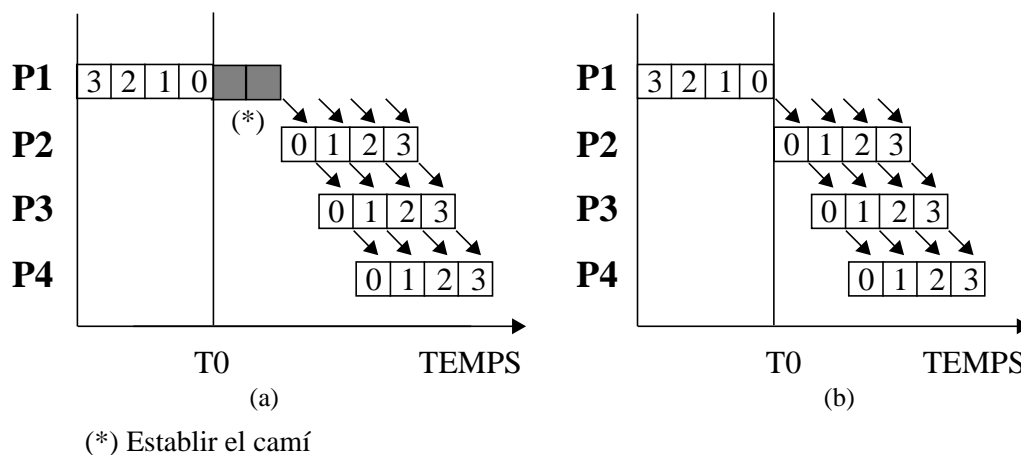 P1 3 2 1 0 P1 3 2 1 0
(*)
P2 0 1 2 3 P2 0 1 2 3
P3 0 1 2 3 P3 0 1 2 3
P4 0 1 2 3 P4 0 1 2 3
T0 TEMPS T0 TEMPS
(a) (b)
(*) Establir el camí